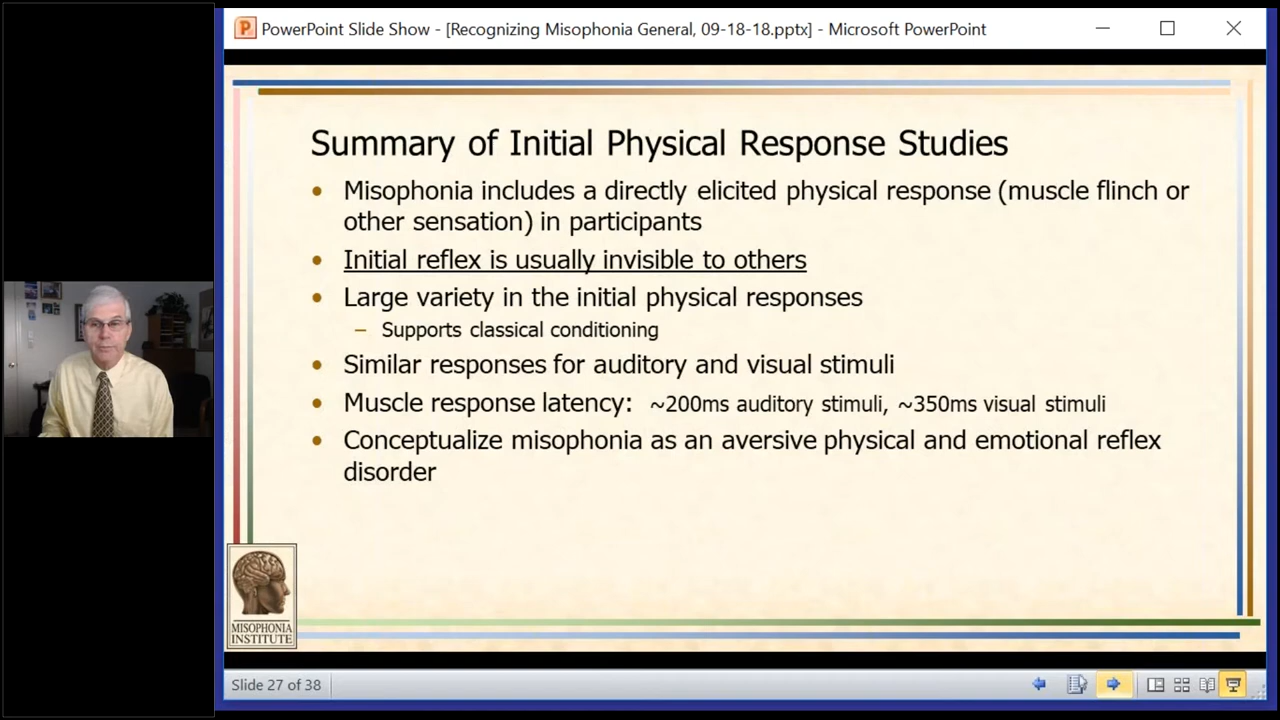 PowerPoint Slide Show - [Recognizing Misophonia General, 09-18-18.pptx] - Microsoft PowerPoint
Summary of Initial Physical Response Studies
• Misophonia includes a directly elicited physical response (muscle flinch or
other sensation) in participants
• Initial reflex is usually invisible to others
• Large variety in the initial physical responses
– Supports classical conditioning
• Similar responses for auditory and visual stimuli
• Muscle response latency: ~200ms auditory stimuli, ~350ms visual stimuli
• Conceptualize misophonia as an aversive physical and emotional reflex
disorder
MISOPHONIA
INSTITUTE
Slide 27 of 38